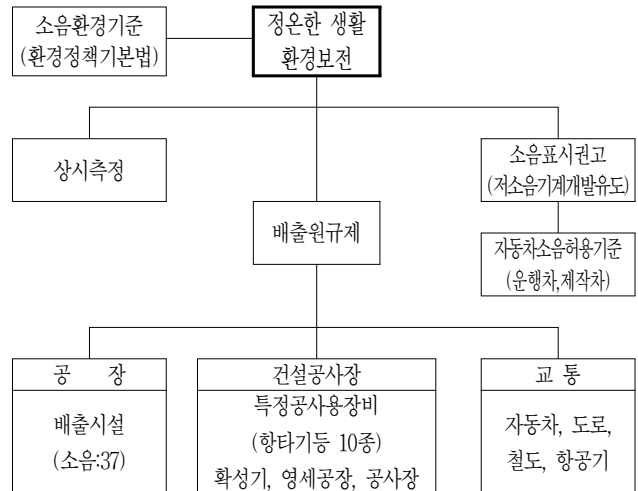 소음환경기준
(환경정책기본법)
정온한 생활
환경보전
상시측정
소음표시권고
(저소음기계개발유도)
배출원규제
자동차소음허용기준
(운행차,제작차)
공 장
배출시설
(소음:37)
건설공사장
특정공사용장비
(항타기등 10종)
확성기, 영세공장, 공사장
교 통
자동차, 도로,
철도, 항공기